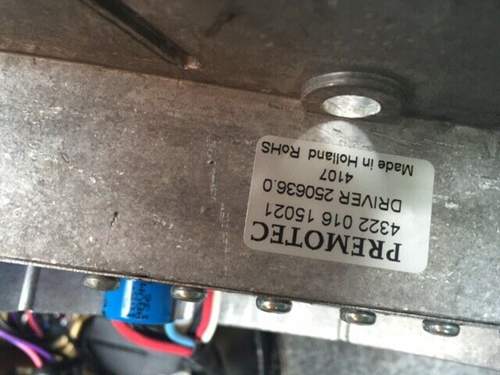 PREMOTEC
4322 016 15021
DRIVER 250636.0
4107
Made in Holland RoHS